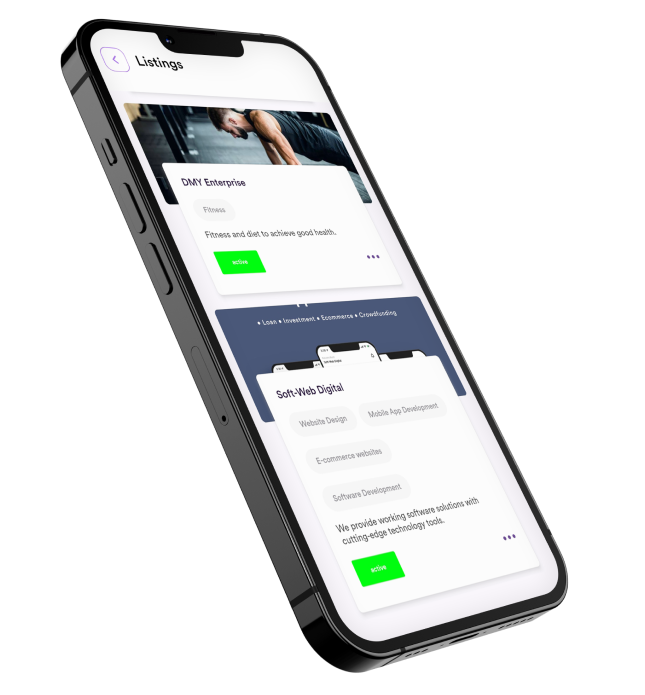 Listings
DMY Enterprise
Fitness
Fitness and diet to achieve good health.
active
• Loan • Investment • Ecommerce • Crowdfunding
Soft-Web Digital
Website Design
Mobile App Development
E-commerce websites
Software Development
We provide working software solutions with
cutting-edge technology tools.
active